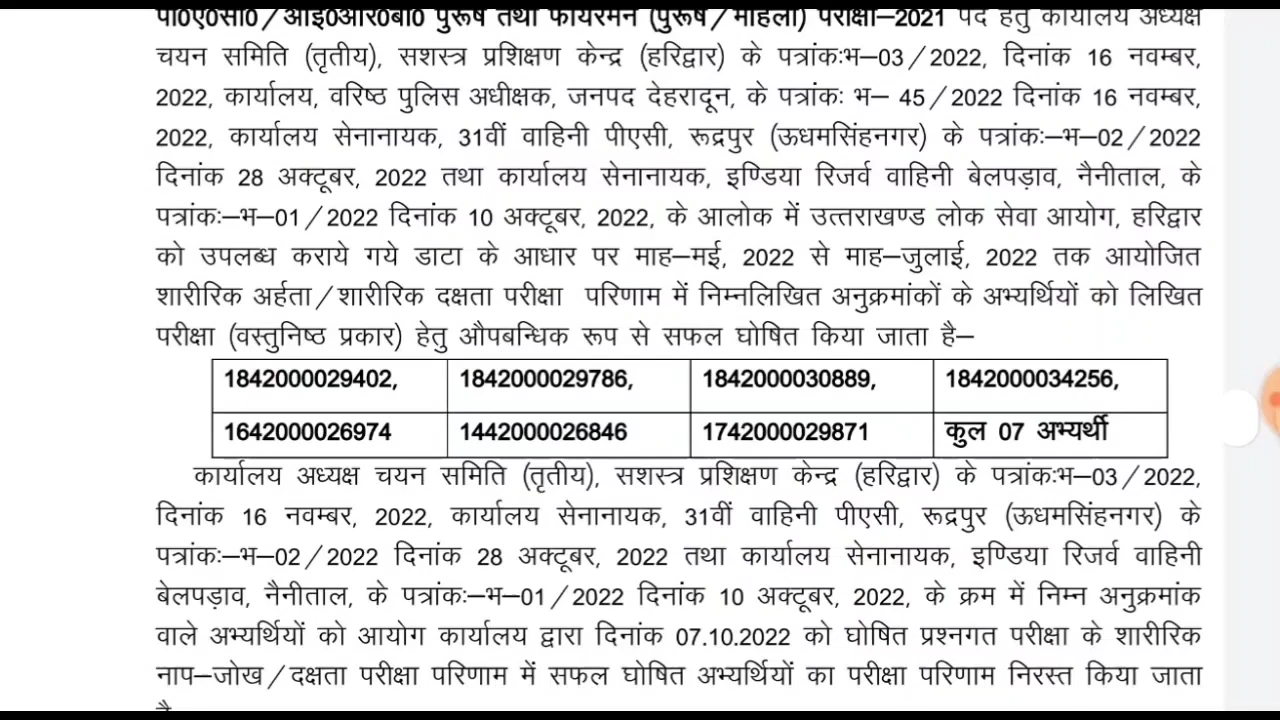 पी०ए०सी० / आई०आर०बी० पुरूष तथा फायरमैन (पुरूष / महिला) परीक्षा–2021 पद हेतु कार्यालय अध्यक्ष
चयन समिति (तृतीय), सशस्त्र प्रशिक्षण केन्द्र (हरिद्वार) के पत्रांकःभ–03 / 2022, दिनांक 16 नवम्बर,
2022, कार्यालय, वरिष्ठ पुलिस अधीक्षक, जनपद देहरादून, के पत्रांकः भ– 45 / 2022 दिनांक 16 नवम्बर,
2022, कार्यालय सेनानायक, 31वीं वाहिनी पीएसी, रूद्रपुर (ऊधमसिंहनगर) के पत्रांकः–भ–02 / 2022
दिनांक 28 अक्टूबर, 2022 तथा कार्यालय सेनानायक, इण्डिया रिजर्व वाहिनी बेलपड़ाव, नैनीताल, के
पत्रांकः–भ–01 / 2022 दिनांक 10 अक्टूबर, 2022, के आलोक में उत्तराखण्ड लोक सेवा आयोग, हरिद्वार
को उपलब्ध कराये गये डाटा के आधार पर माह–मई, 2022 से माह–जुलाई, 2022 तक आयोजित
शारीरिक अर्हता / शारीरिक दक्षता परीक्षा परिणाम में निम्नलिखित अनुक्रमांकों के अभ्यर्थियों को लिखित
परीक्षा (वस्तुनिष्ठ प्रकार) हेतु औपबन्धिक रूप से सफल घोषित किया जाता है–
1842000029402, 1842000029786, 1842000030889, 1842000034256,
1642000026974 1442000026846 1742000029871 कुल 07 अभ्यर्थी
कार्यालय अध्यक्ष चयन समिति (तृतीय), सशस्त्र प्रशिक्षण केन्द्र (हरिद्वार) के पत्रांकःभ–03 / 2022,
दिनांक 16 नवम्बर, 2022, कार्यालय सेनानायक, 31वीं वाहिनी पीएसी, रूद्रपुर (ऊधमसिंहनगर) के
पत्रांकः–भ–02 / 2022 दिनांक 28 अक्टूबर, 2022 तथा कार्यालय सेनानायक, इण्डिया रिजर्व वाहिनी
बेलपड़ाव, नैनीताल, के पत्रांकः–भ–01 / 2022 दिनांक 10 अक्टूबर, 2022, के क्रम में निम्न अनुक्रमांक
वाले अभ्यर्थियों को आयोग कार्यालय द्वारा दिनांक 07.10.2022 को घोषित प्रश्नगत परीक्षा के शारीरिक
नाप–जोख / दक्षता परीक्षा परिणाम में सफल घोषित अभ्यर्थियों का परीक्षा परिणाम निरस्त किया जाता